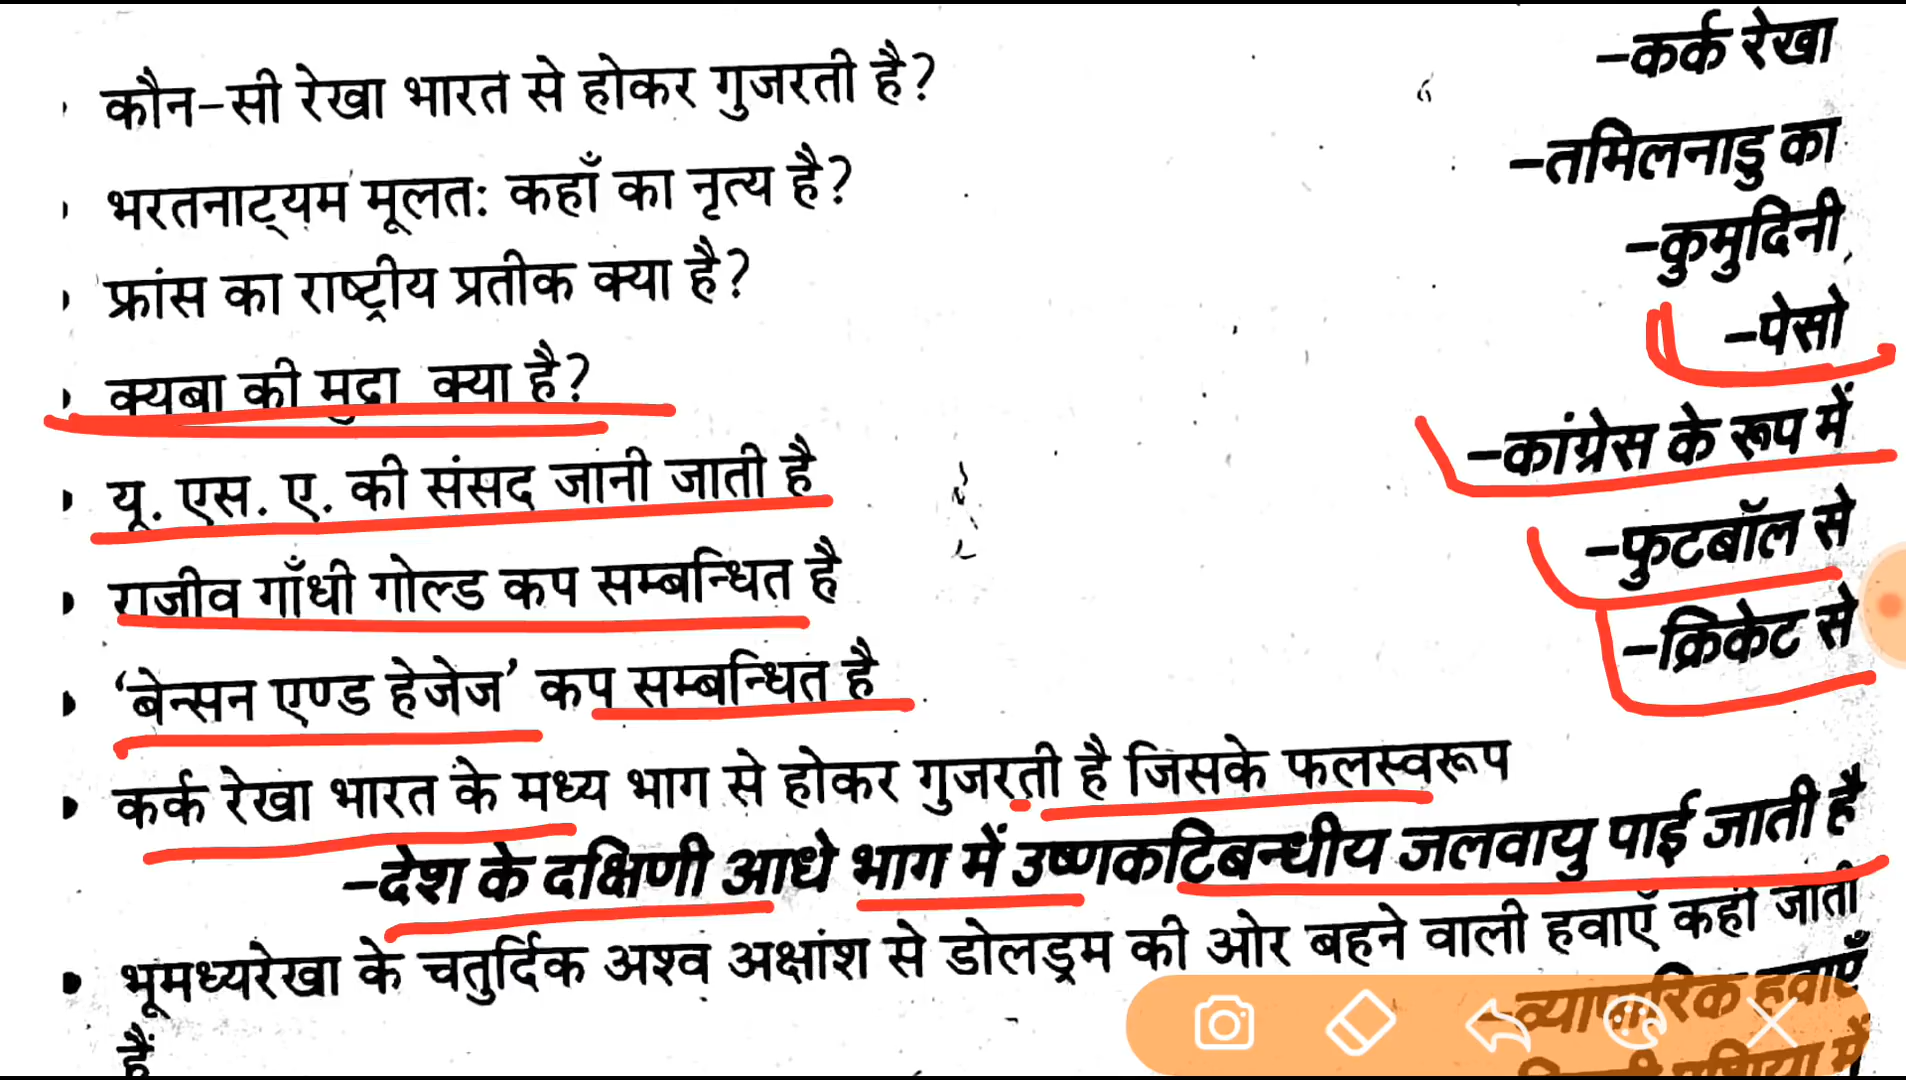 कौन-सी रेखा भारत से होकर गुजरती है? -कर्क रेखा
भरतनाट्यम मूलतः कहाँ का नृत्य है? -तमिलनाडु का
फ्रांस का राष्ट्रीय प्रतीक क्या है? -कुमुदिनी
क्यूबा की मुद्रा क्या है? -पेसो
यू. एस. ए. की संसद जानी जाती है -कांग्रेस के रूप में
राजीव गाँधी गोल्ड कप सम्बन्धित है -फुटबॉल से
‘बेन्सन एण्ड हेजेज’ कप सम्बन्धित है -क्रिकेट से
कर्क रेखा भारत के मध्य भाग से होकर गुजरती है जिसके फलस्वरूप
-देश के दक्षिणी आधे भाग में उष्णकटिबन्धीय जलवायु पाई जाती है
भूमध्यरेखा के चतुर्दिक अश्व अक्षांश से डोलड्रम की ओर बहने वाली हवाएँ कही जाती
हैं -व्यापारिक हवाएँ
में